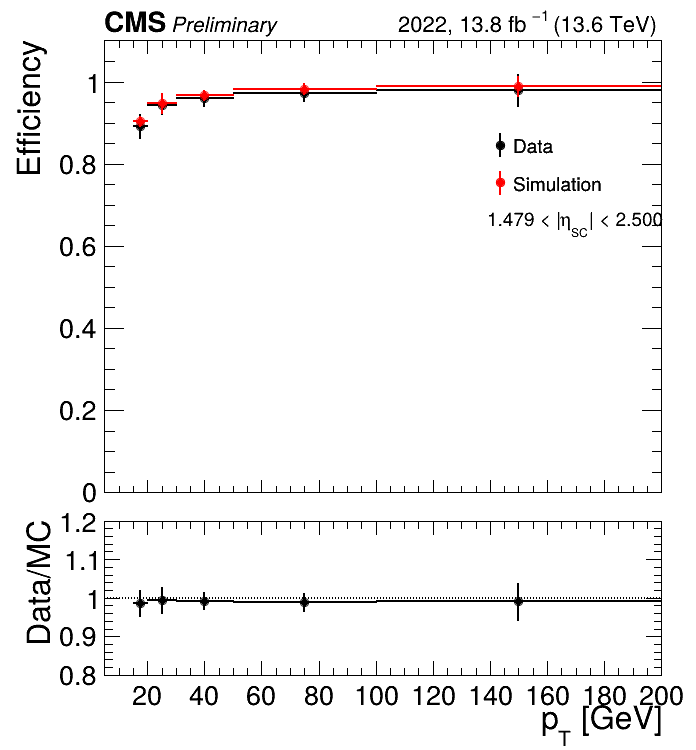 CMS Preliminary 2022, 13.8 fb⁻¹ (13.6 TeV)
Efficiency
1
0.8
0.6
0.4
0.2
0
Data
Simulation
1.479 < |η_SC| < 2.500
Data/MC
1.2
1.1
1
0.9
0.8
20 40 60 80 100 120 140 160 180 200
p_T [GeV]